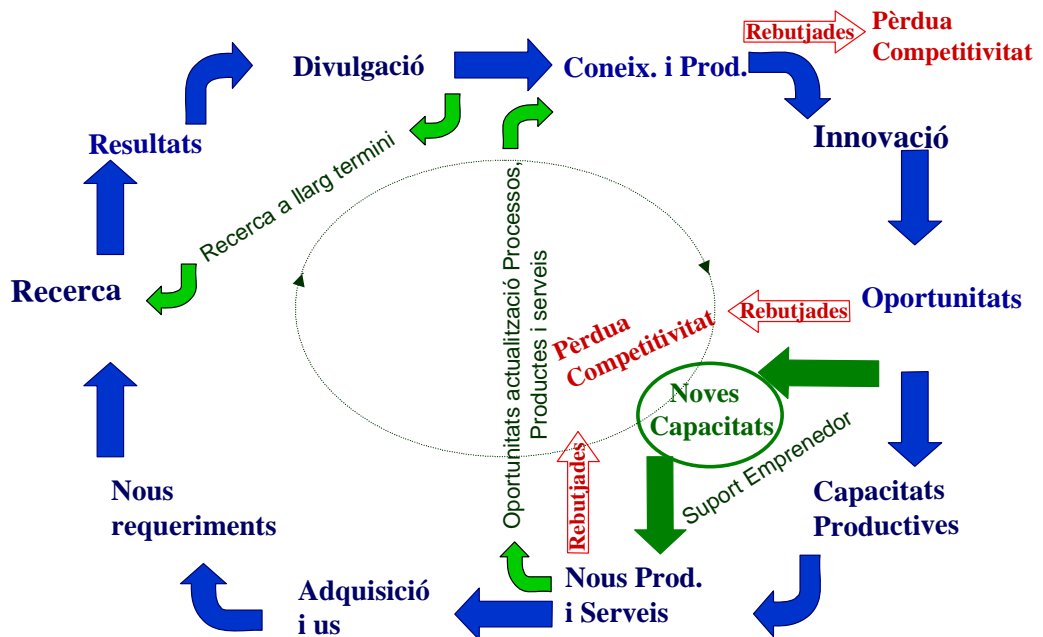 Rebutjades
Pèrdua
Competitivitat
Divulgació
Coneix. i Prod.
Resultats
Innovació
Recerca a llarg termini
Oportunitats actualització Processos,
Productes i serveis
Recerca
Rebutjades
Oportunitats
Pèrdua
Competitivitat
Noves
Capacitats
Suport Emprenedor
Rebutjades
Nous
requeriments
Capacitats
Productives
Adquisició
i us
Nous Prod.
i Serveis